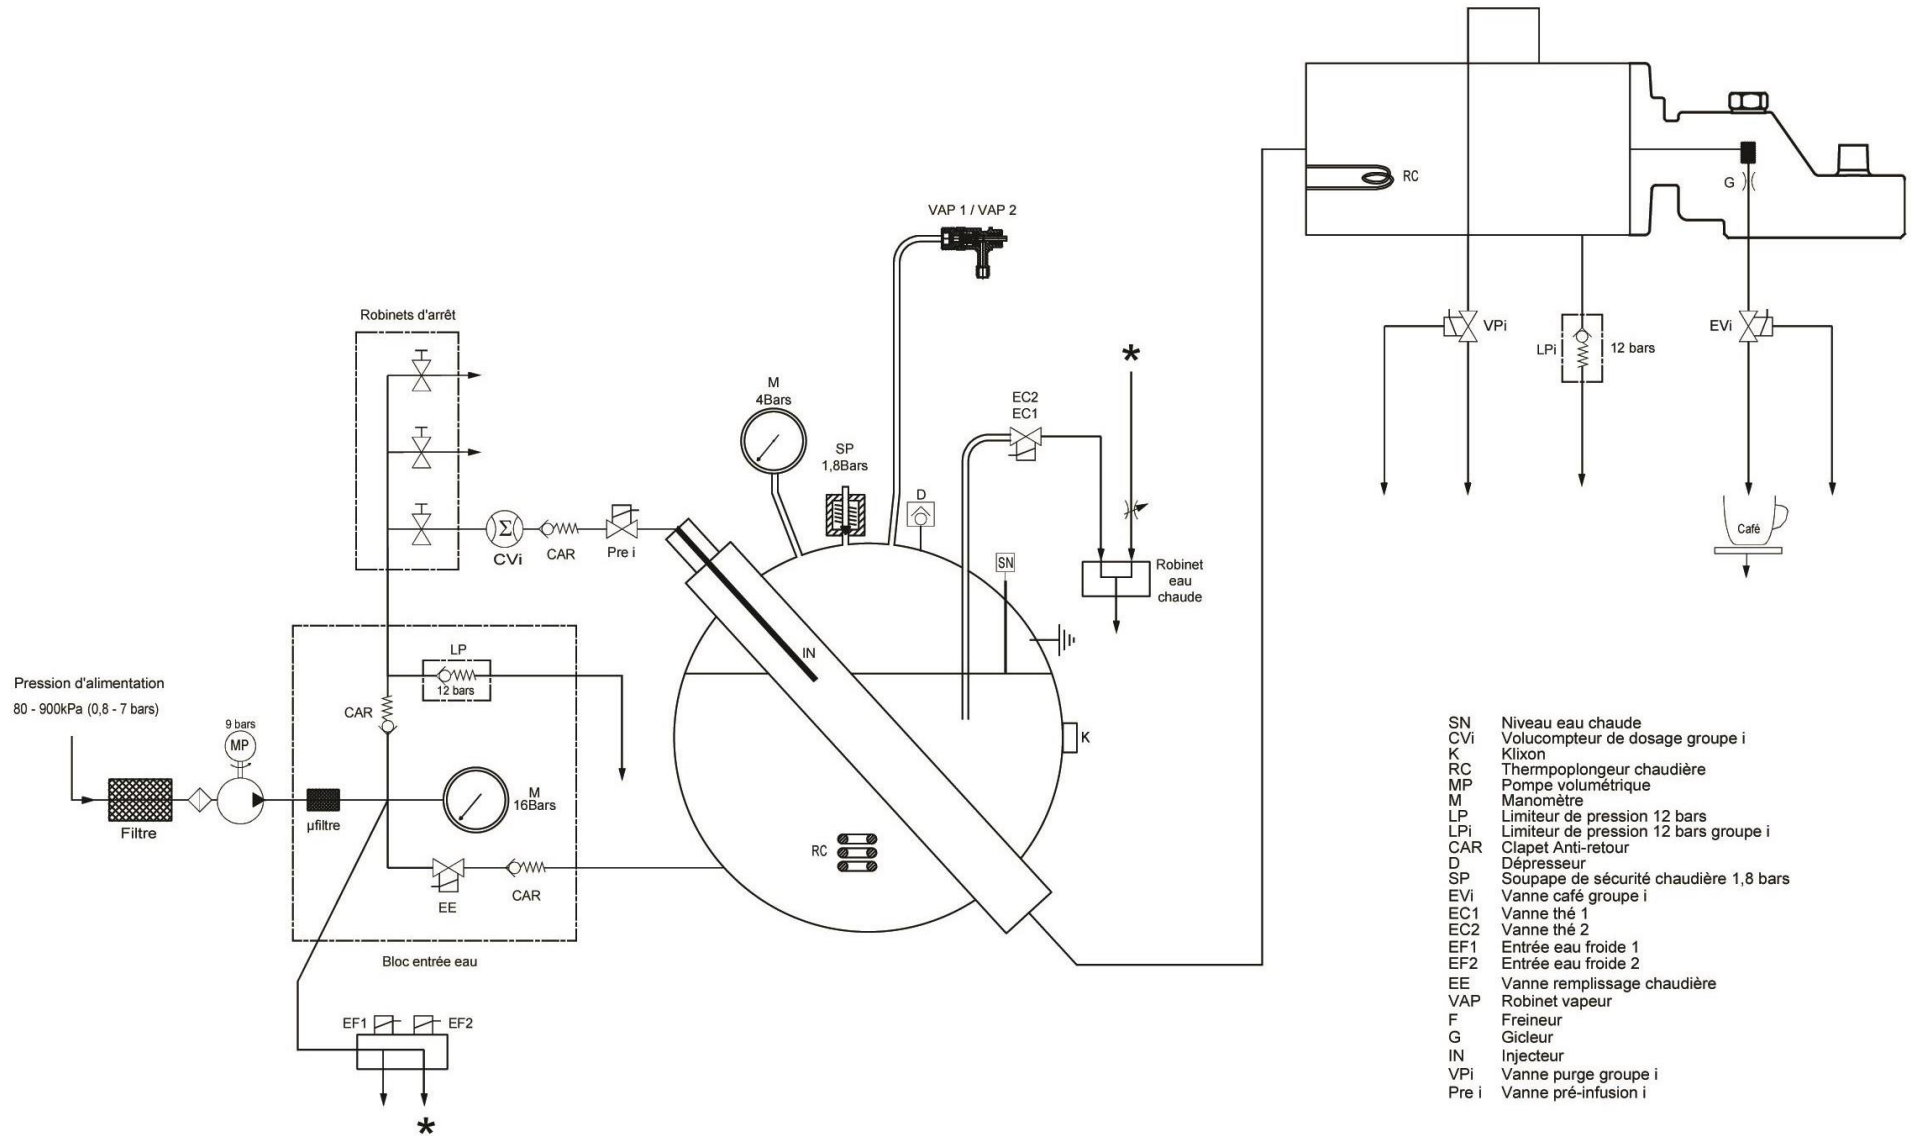 RC
G
VAP 1 / VAP 2
Robinets d'arrêt
VPi
EVi
LPi
12 bars
*
M
4Bars
EC2
EC1
SP
1,8Bars
D
Σ
CVi
CAR
Pre i
SN
Robinet
eau
chaude
Café
IN
LP
12 bars
Pression d'alimentation
80 - 900kPa (0,8 - 7 bars)
CAR
9 bars
MP
K
M
16Bars
Filtre
µfiltre
RC
EE
CAR
Bloc entrée eau
EF1
EF2
*
SN Niveau eau chaude
CVi Volucompteur de dosage groupe i
K Klixon
RC Thermpoplongeur chaudière
MP Pompe volumétrique
M Manomètre
LP Limiteur de pression 12 bars
LPi Limiteur de pression 12 bars groupe i
CAR Clapet Anti-retour
D Dépresseur
SP Soupape de sécurité chaudière 1,8 bars
EVi Vanne café groupe i
EC1 Vanne thé 1
EC2 Vanne thé 2
EF1 Entrée eau froide 1
EF2 Entrée eau froide 2
EE Vanne remplissage chaudière
VAP Robinet vapeur
F Freineur
G Gicleur
IN Injecteur
VPi Vanne purge groupe i
Pre i Vanne pré-infusion i